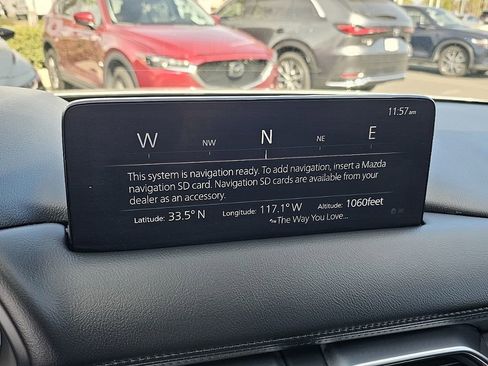 11:57am
W NW N NE E
This system is navigation ready. To add navigation, insert a Mazda
navigation SD card. Navigation SD cards are available from your
dealer as an accessory.
Latitude: 33.5° N Longitude: 117.1° W Altitude: 1060feet
The Way You Love...